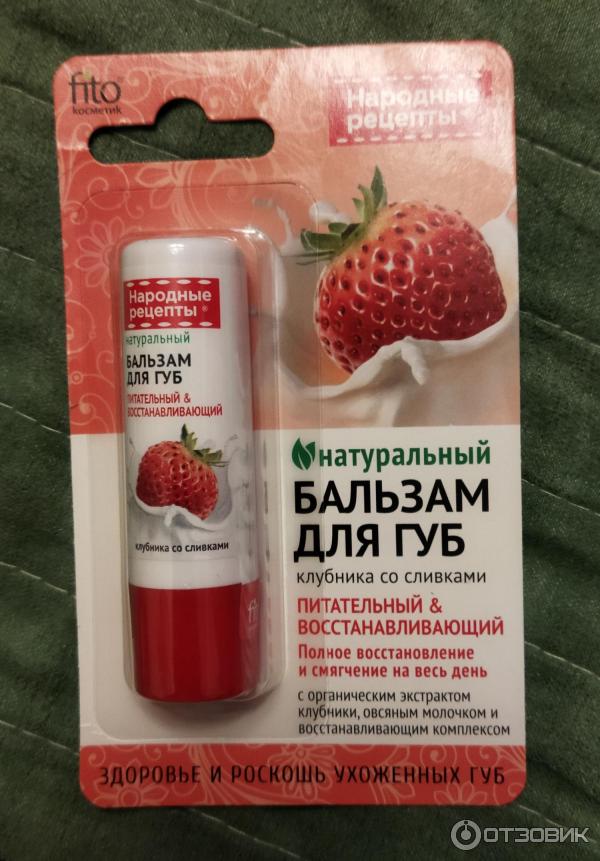 fito®
косметик
Народные
рецепты®
Народные
рецепты®
натуральный
БАЛЬЗАМ
ДЛЯ ГУБ
ПИТАТЕЛЬНЫЙ &
ВОССТАНАВЛИВАЮЩИЙ
клубника со сливками
fito
натуральный
БАЛЬЗАМ
ДЛЯ ГУБ
клубника со сливками
ПИТАТЕЛЬНЫЙ &
ВОССТАНАВЛИВАЮЩИЙ
Полное восстановление
и смягчение на весь день
с органическим экстрактом
клубники, овсяным молочком и
восстанавливающим комплексом
ЗДОРОВЬЕ И РОСКОШЬ УХОЖЕННЫХ ГУБ
ОТЗОВИК